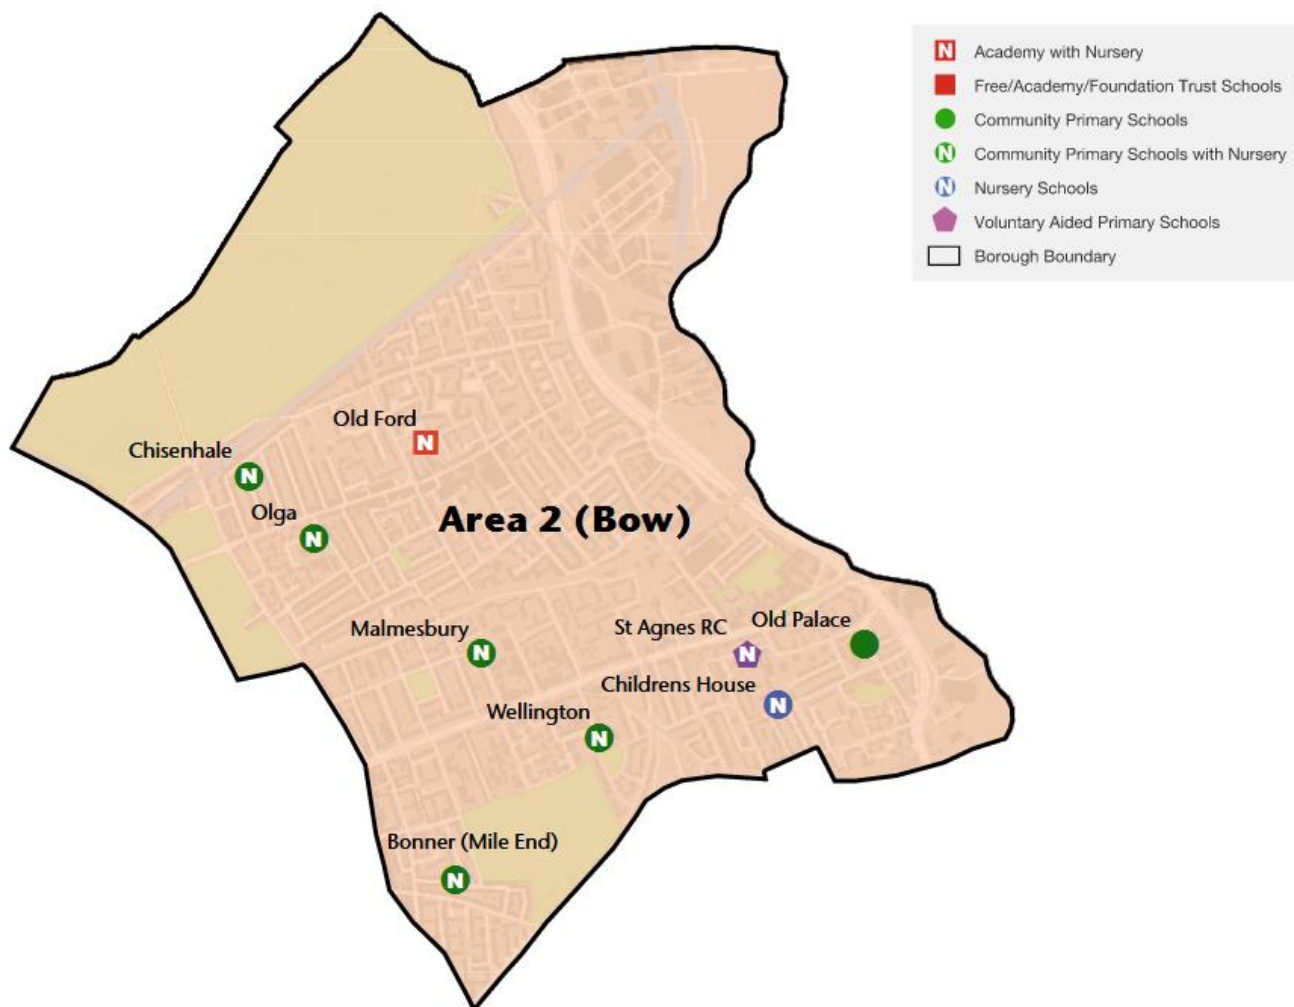 N Academy with Nursery
Free/Academy/Foundation Trust Schools
Community Primary Schools
N Community Primary Schools with Nursery
N Nursery Schools
Voluntary Aided Primary Schools
Borough Boundary
Old Ford
N
Chisenhale
N
Olga
N
Area 2 (Bow)
Malmesbury
N
St Agnes RC
N
Old Palace
Childrens House
N
Wellington
N
Bonner (Mile End)
N